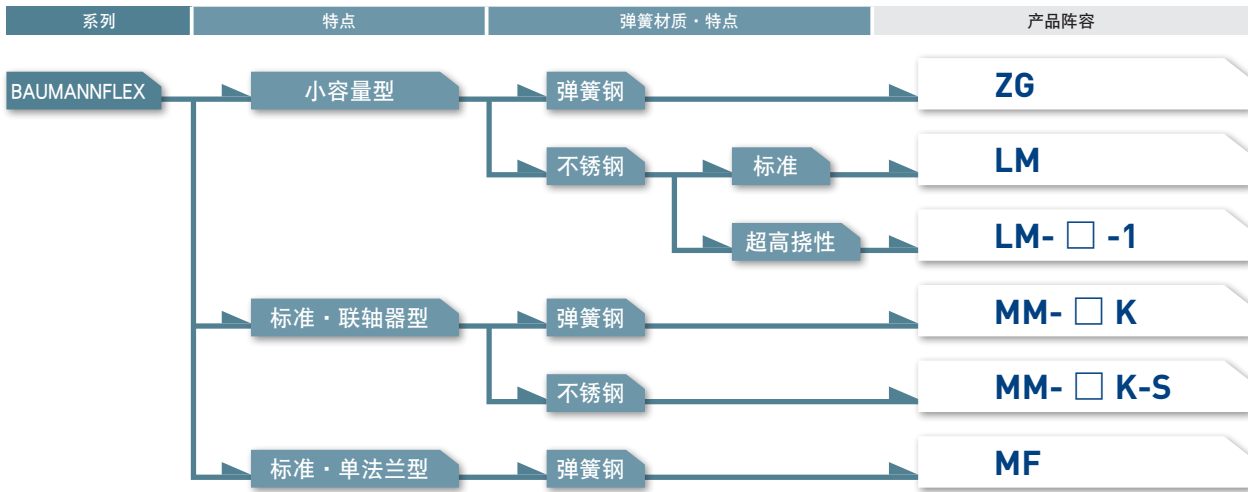 系列 特点 弹簧材质·特点 产品阵容
BAUMANNFLEX 小容量型 弹簧钢 ZG
不锈钢 标准 LM
超高挠性 LM- □ -1
标准·联轴器型 弹簧钢 MM- □ K
不锈钢 MM- □ K-S
标准·单法兰型 弹簧钢 MF